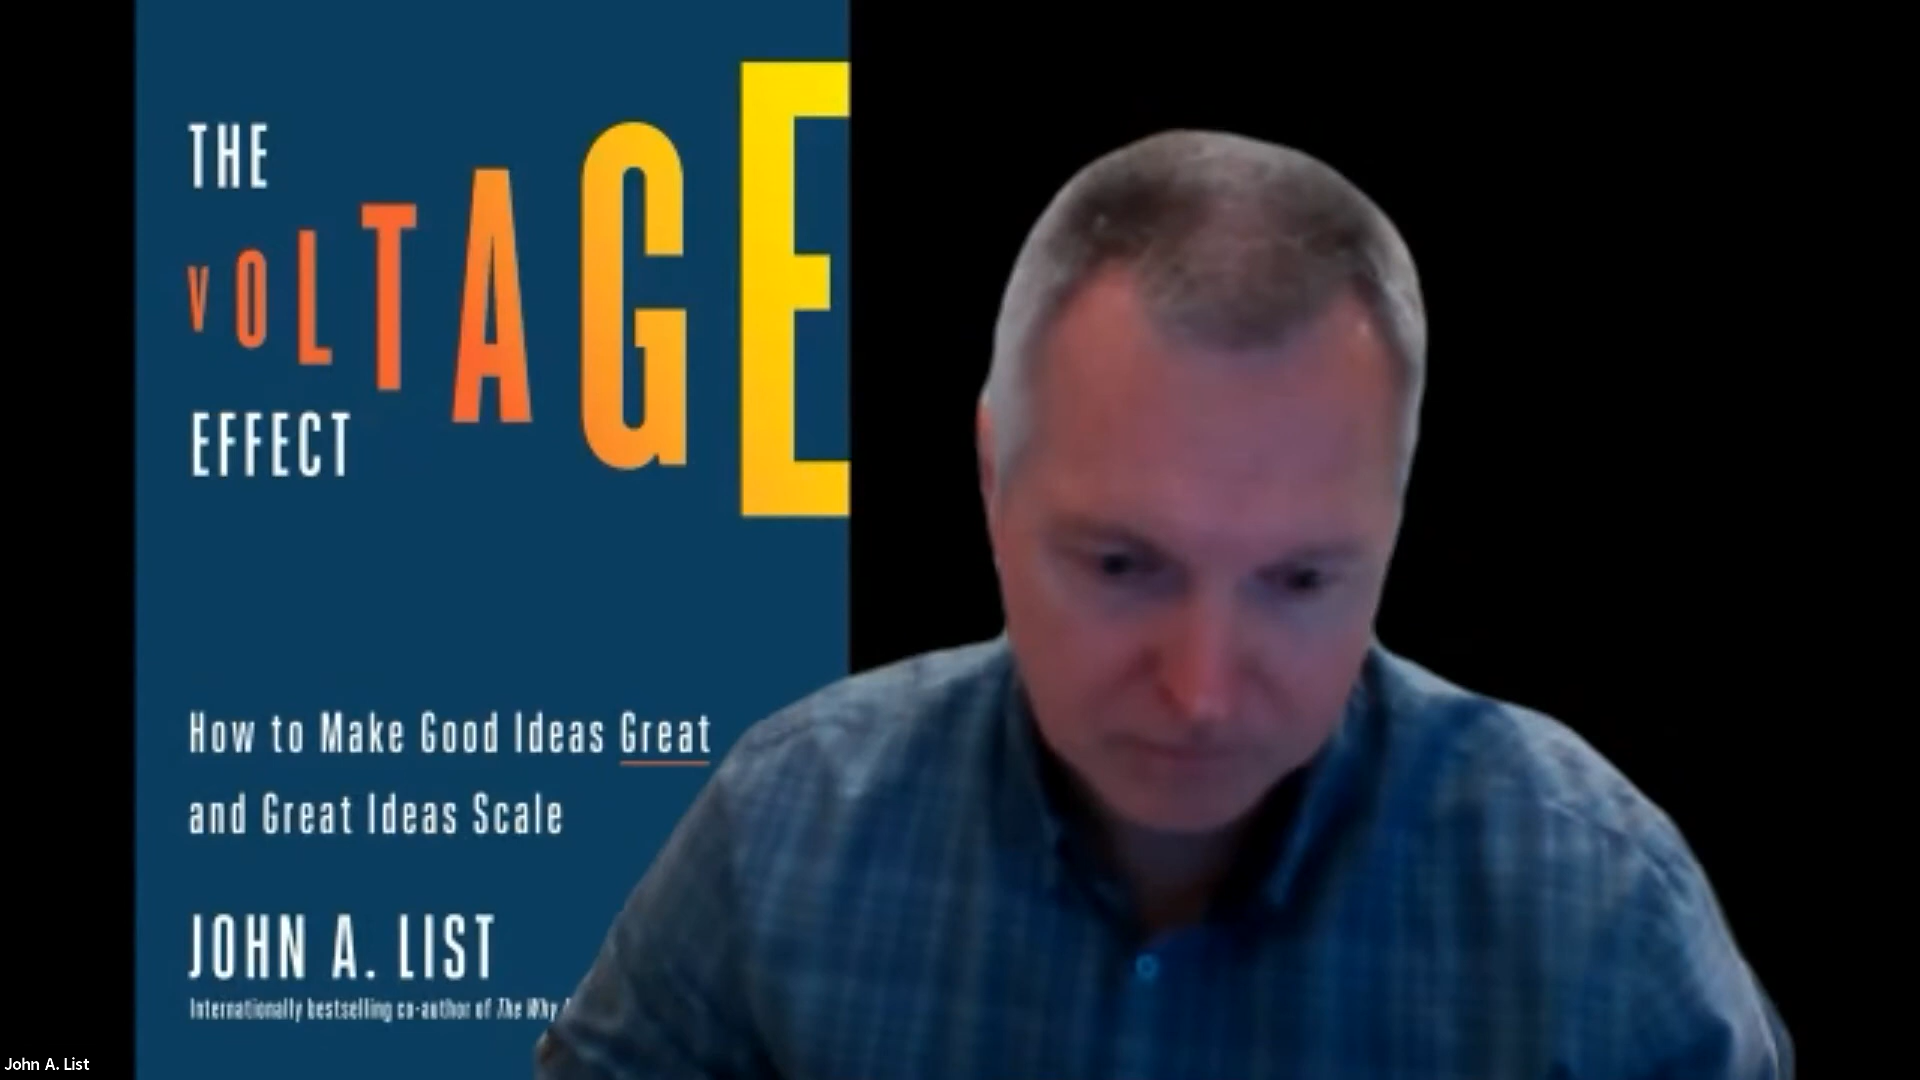 THE
VOLTAGE
EFFECT
How to Make Good Ideas Great
and Great Ideas Scale
JOHN A. LIST
Internationally bestselling co-author of The Why
John A. List